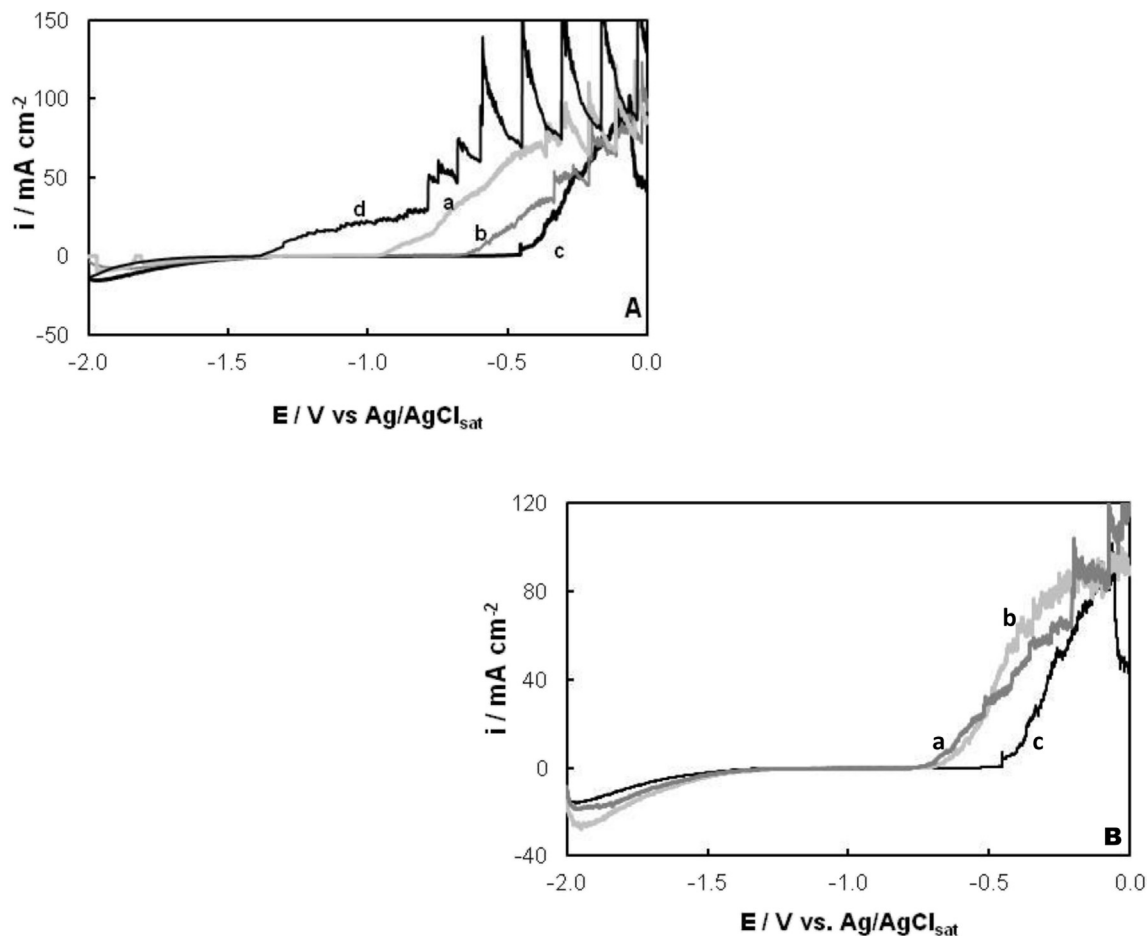 150
100
50
0
-50
i / mA cm-2
d
a
b
c
A
-2.0 -1.5 -1.0 -0.5 0.0
E / V vs Ag/AgClsat
120
80
40
0
-40
i / mA cm-2
b
a
c
B
-2.0 -1.5 -1.0 -0.5 0.0
E / V vs. Ag/AgClsat